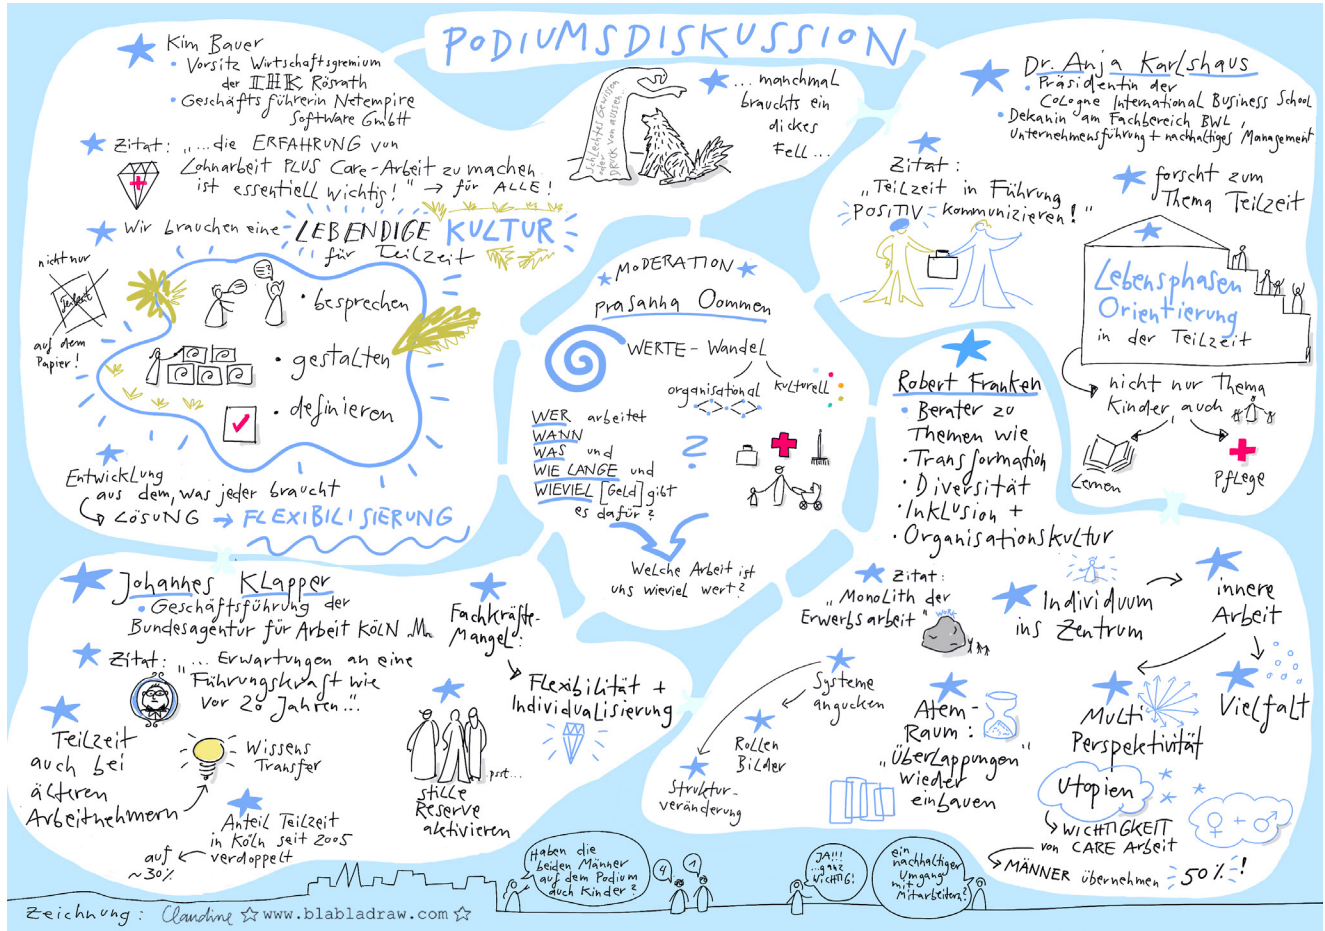 PODIUMSDISKUSSION
Kim Bauer
• Vorsitz Wirtschaftsgremium
der IHK Rösrath
• Geschäftsführerin Netempire
Software GmbH
Zitat: „...die ERFAHRUNG von
Lohnarbeit PLUS Care-Arbeit zu machen
ist essentiell wichtig!" → für ALLE!
Wir brauchen eine LEBENDIGE KULTUR
für Teilzeit
nicht nur
Teilzeit
auf dem
Papier!
?
• besprechen
• gestalten
• definieren
Entwicklung
aus dem, was jeder braucht
↳ LÖSUNG → FLEXIBILISIERUNG
Schlechtes Gewissen
oder
DRUCK von aussen...
...manchmal
brauchts ein
dickes
Fell...
Dr. Anja Karlshaus
• Präsidentin der
Cologne International Business School
• Dekanin am Fachbereich BWL,
Unternehmensführung + nachhaltiges Management
Zitat:
„Teilzeit in Führung
POSITIV kommunizieren!"
forscht zum
Thema Teilzeit
Lebensphasen
Orientierung
in der Teilzeit
nicht nur Thema
Kinder auch
Lernen
Pflege
MODERATION
Prasanna Oommen
WERTE-Wandel
organisational
kulturell
WER arbeitet
WANN
WAS und
WIE LANGE und
WIEVIEL [Geld] gibt
es dafür?
?
Welche Arbeit ist
uns wieviel wert?
Robert Franken
• Berater zu
Themen wie
• Transformation
• Diversität
• Inklusion +
• Organisationskultur
Zitat:
„Monolith der
Erwerbsarbeit"
WORK
Individuum
ins Zentrum
innere
Arbeit
Vielfalt
Multi
Perspektivität
Systeme
angucken
Rollen
Bilder
Struktur-
veränderung
Atem-
Raum:
„Überlappungen"
wieder
einbauen
Utopien
↳ WICHTIGKEIT
von CARE Arbeit
♀ + ♂
→ MÄNNER übernehmen 50%!
Johannes Klapper
• Geschäftsführung der
Bundesagentur für Arbeit KÖLN
Zitat: „... Erwartungen an eine
Führungskraft wie
vor 20 Jahren..."
Teilzeit
auch bei
älteren
Arbeitnehmern
Wissens
Transfer
Anteil Teilzeit
in Köln seit 2005
verdoppelt
auf
~30%
Fachkräfte-
Mangel:
Flexibilität +
Individualisierung
psst...
stille
Reserve
aktivieren
Haben die
beiden Männer
auf dem Podium
auch Kinder?
4
1
JA!!!
...ganz
wichtig!
ein
nachhaltiger
Umgang
mit
Mitarbeitern?
Zeichnung: Claudine ☆ www.blabladraw.com ☆